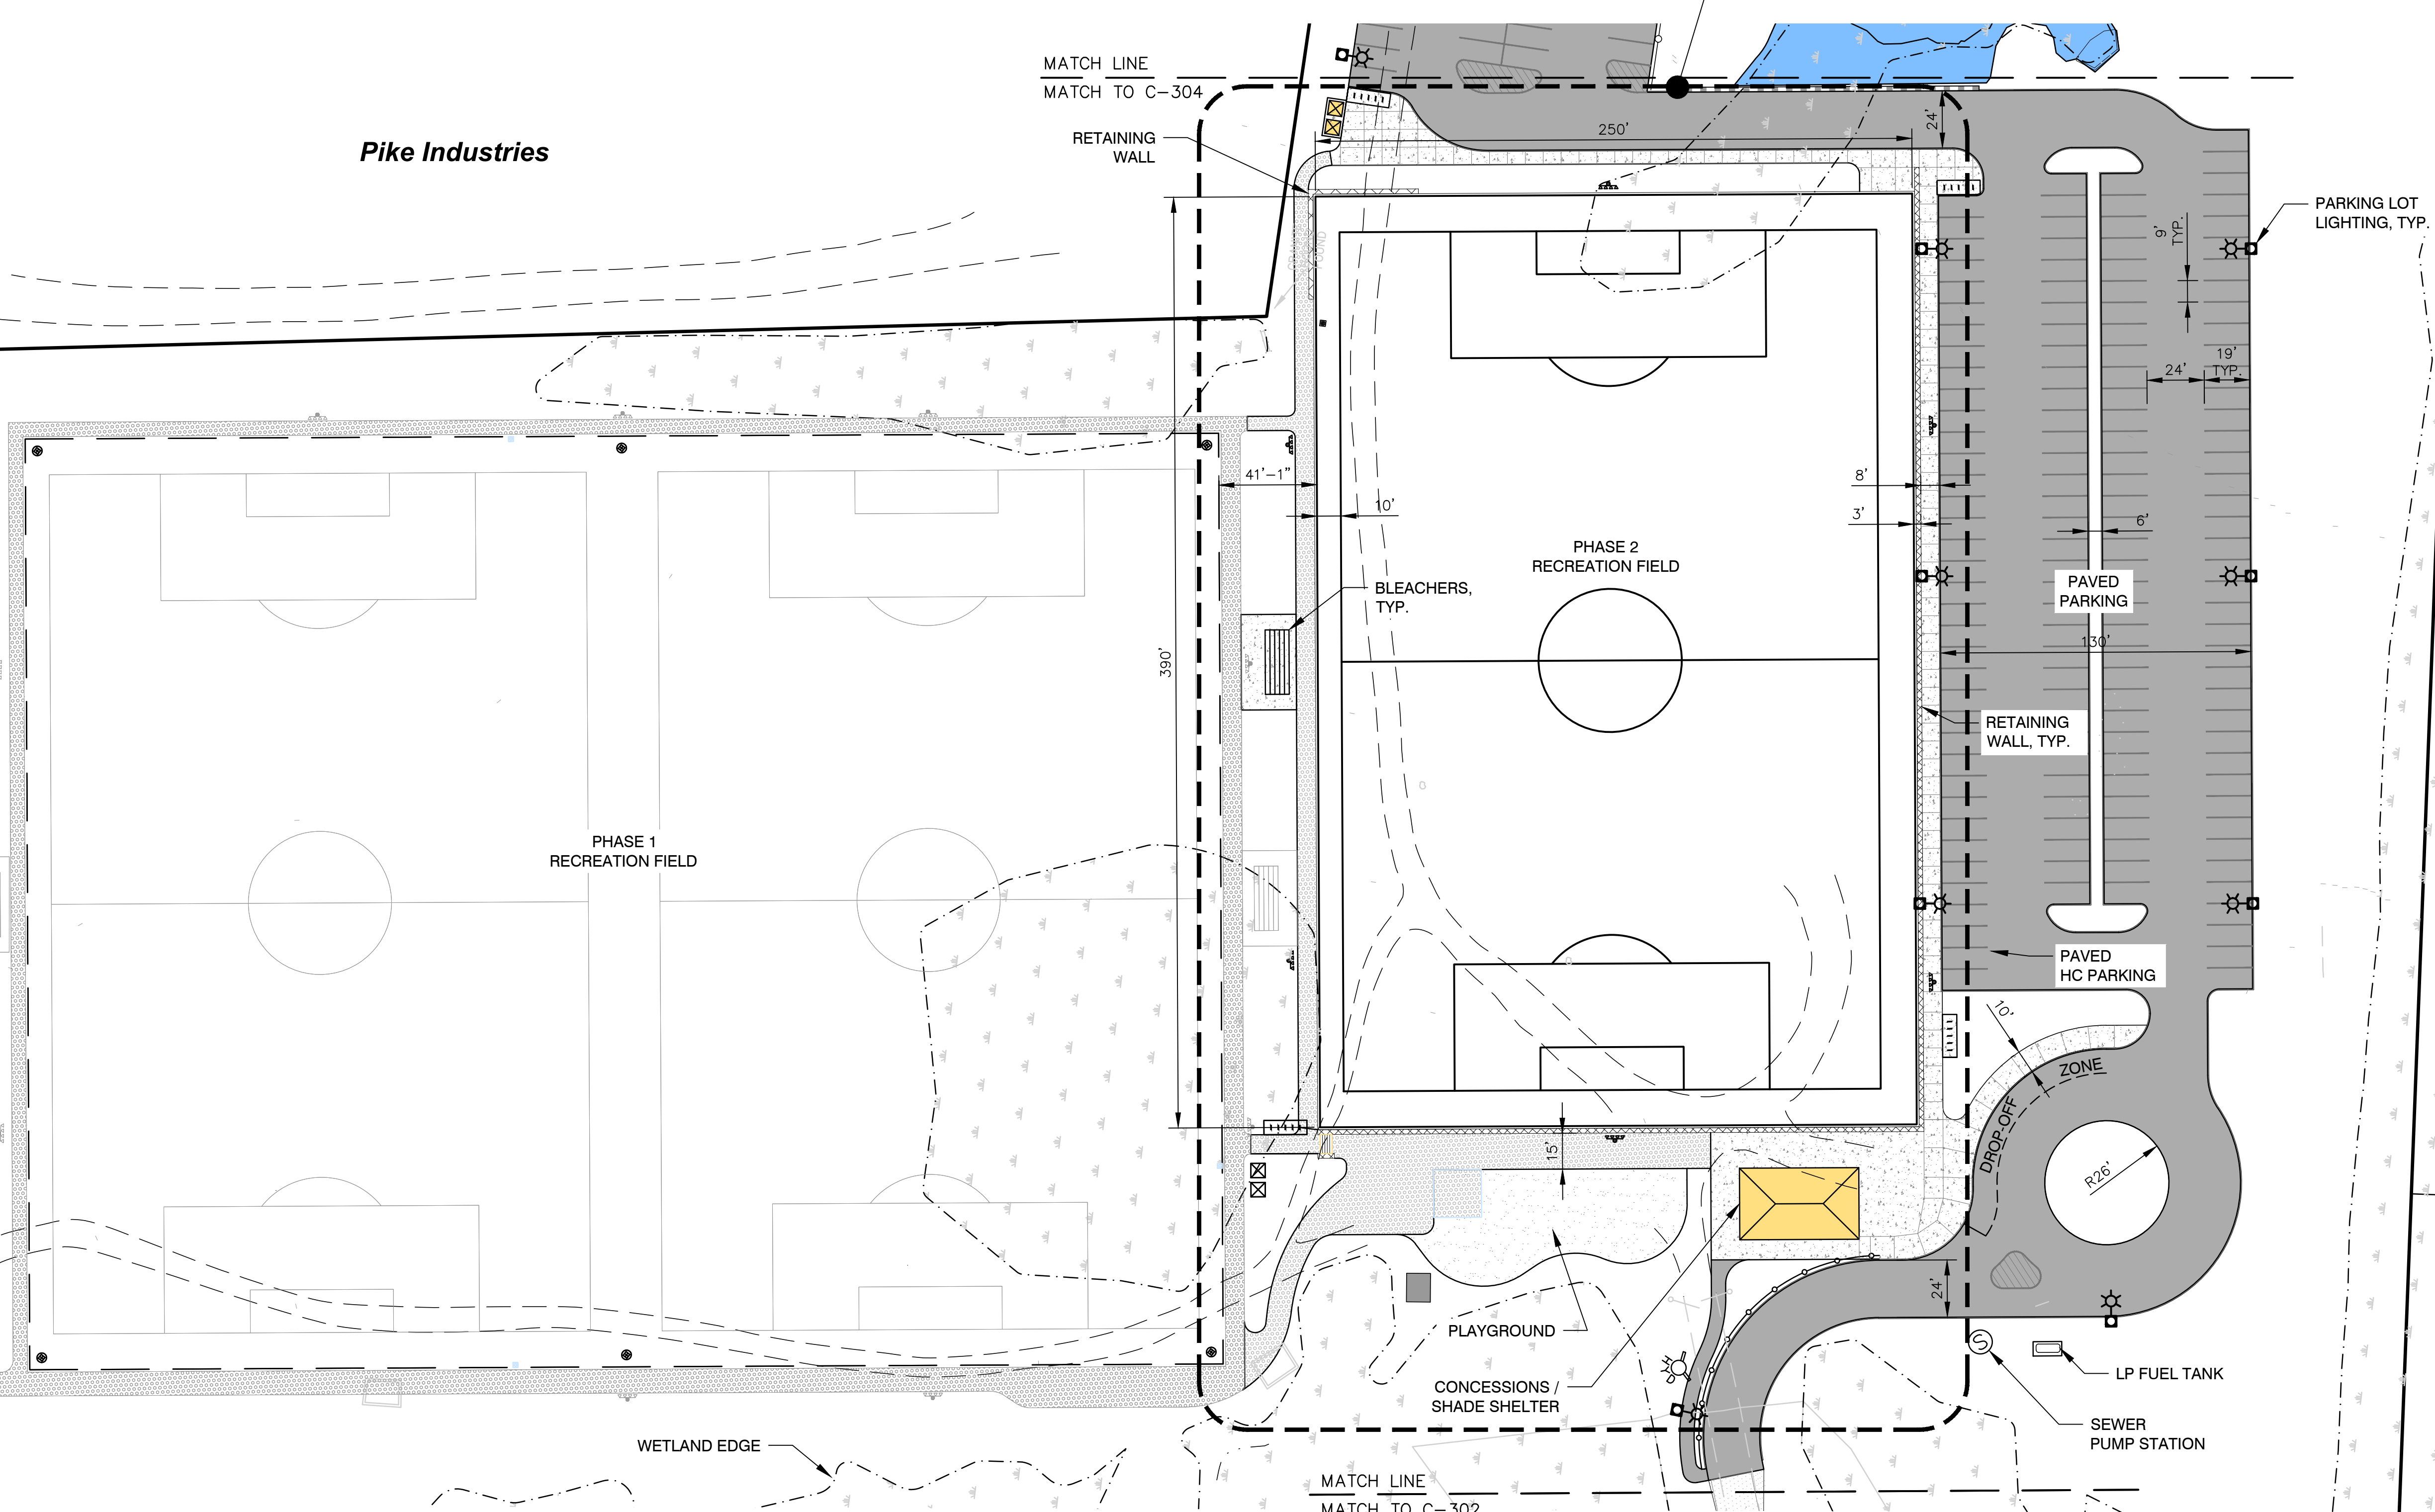 MATCH LINE
MATCH TO C-304
Pike Industries
RETAINING
WALL
250'
24'
PARKING LOT
LIGHTING, TYP.
9'
TYP.
24'
19'
TYP.
41'-1"
10'
8'
3'
6'
PHASE 2
RECREATION FIELD
BLEACHERS,
TYP.
PAVED
PARKING
130'
390'
RETAINING
WALL, TYP.
PHASE 1
RECREATION FIELD
PAVED
HC PARKING
10'
DROP-OFF
ZONE
R26'
15'
24'
PLAYGROUND
S
LP FUEL TANK
CONCESSIONS /
SHADE SHELTER
SEWER
PUMP STATION
WETLAND EDGE
MATCH LINE
MATCH TO C-302